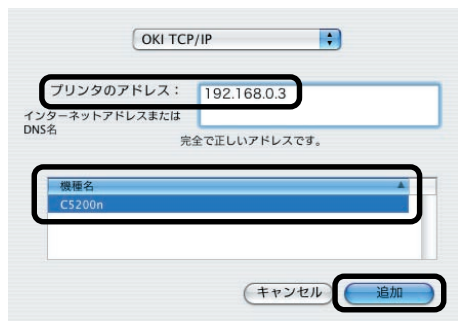 OKI TCP/IP
プリンタのアドレス： 192.168.0.3
インターネットアドレスまたは
DNS名
完全で正しいアドレスです。
機種名
C5200n
キャンセル 追加